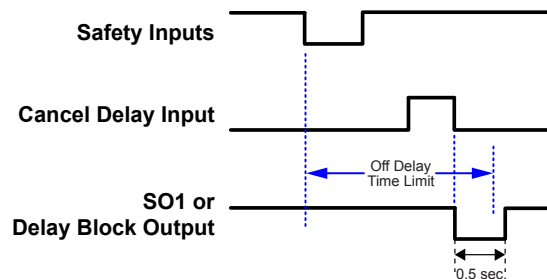 Safety Inputs
Cancel Delay Input
Off Delay
Time Limit
SO1 or
Delay Block Output
0.5 sec